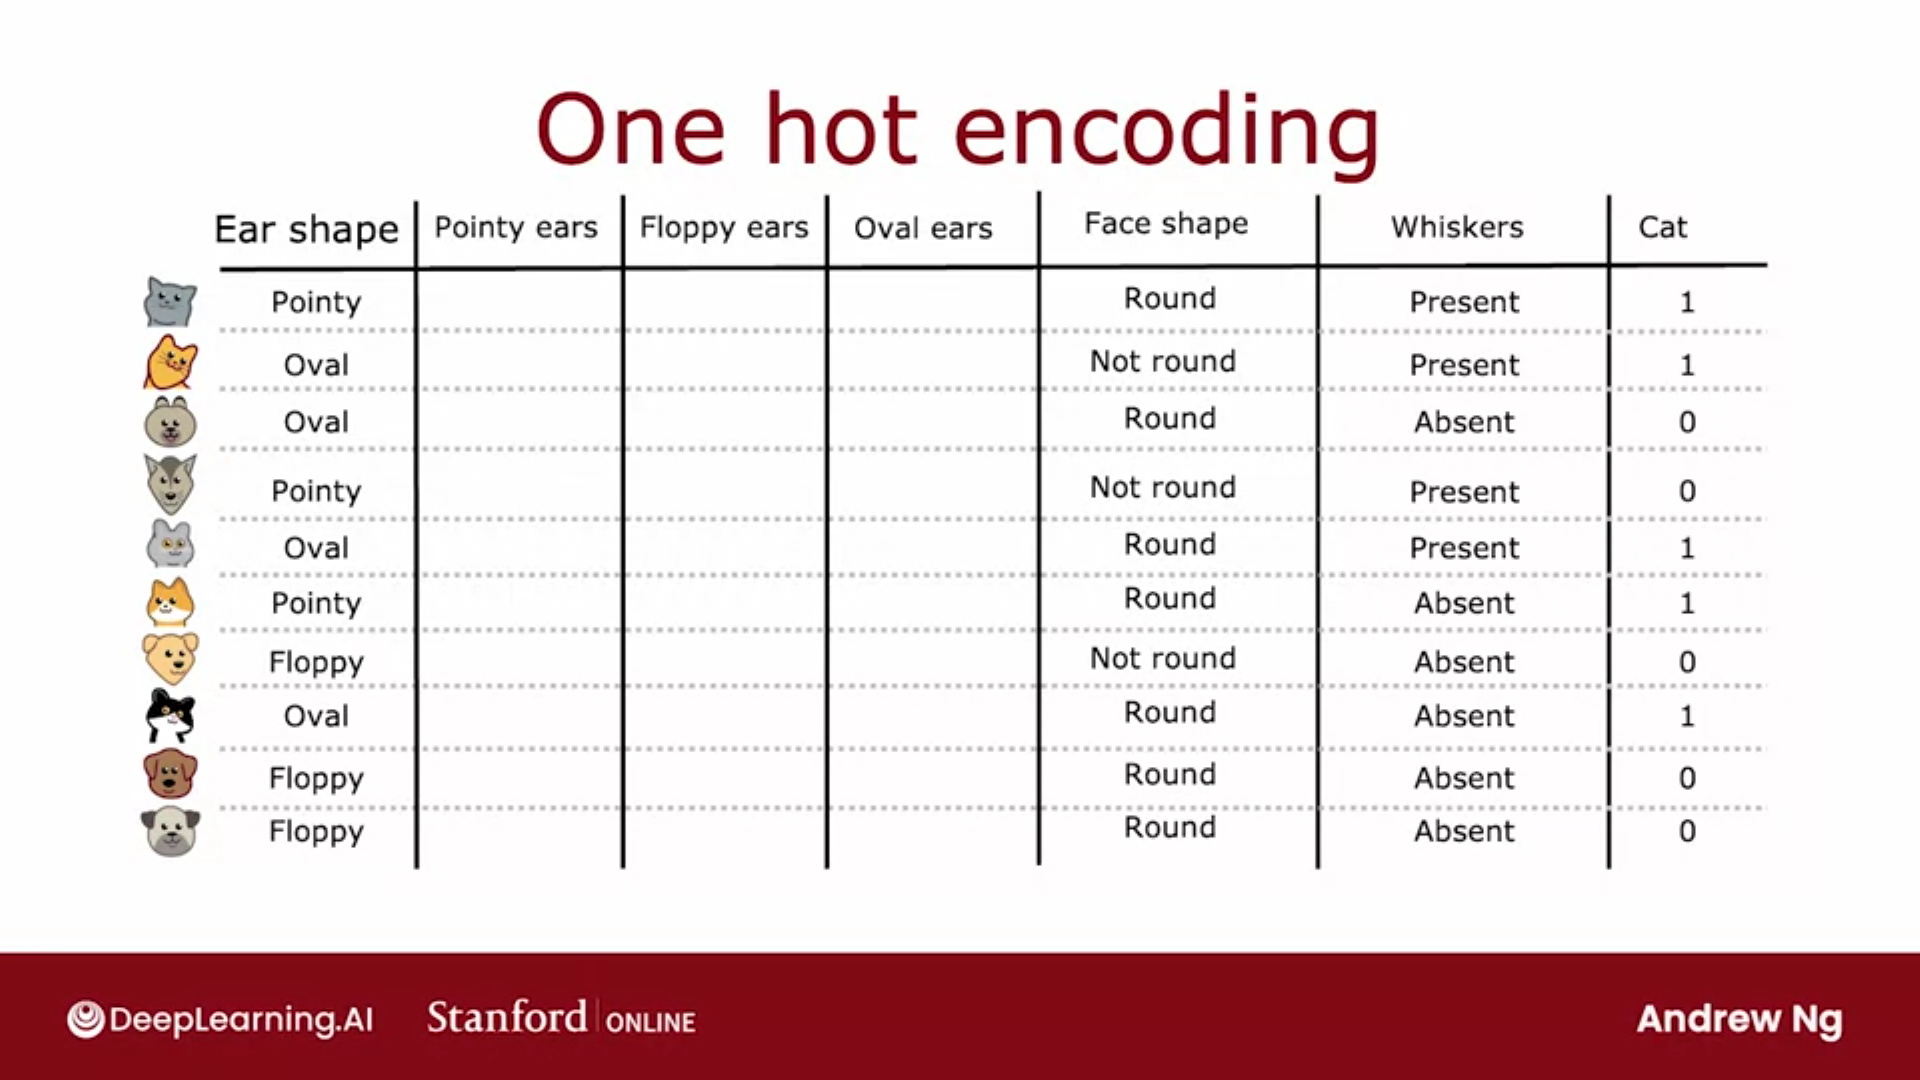 One hot encoding
Ear shape Pointy ears Floppy ears Oval ears Face shape Whiskers Cat
Pointy Round Present 1
Oval Not round Present 1
Oval Round Absent 0
Pointy Not round Present 0
Oval Round Present 1
Pointy Round Absent 1
Floppy Not round Absent 0
Oval Round Absent 1
Floppy Round Absent 0
Floppy Round Absent 0
DeepLearning.AI Stanford ONLINE Andrew Ng